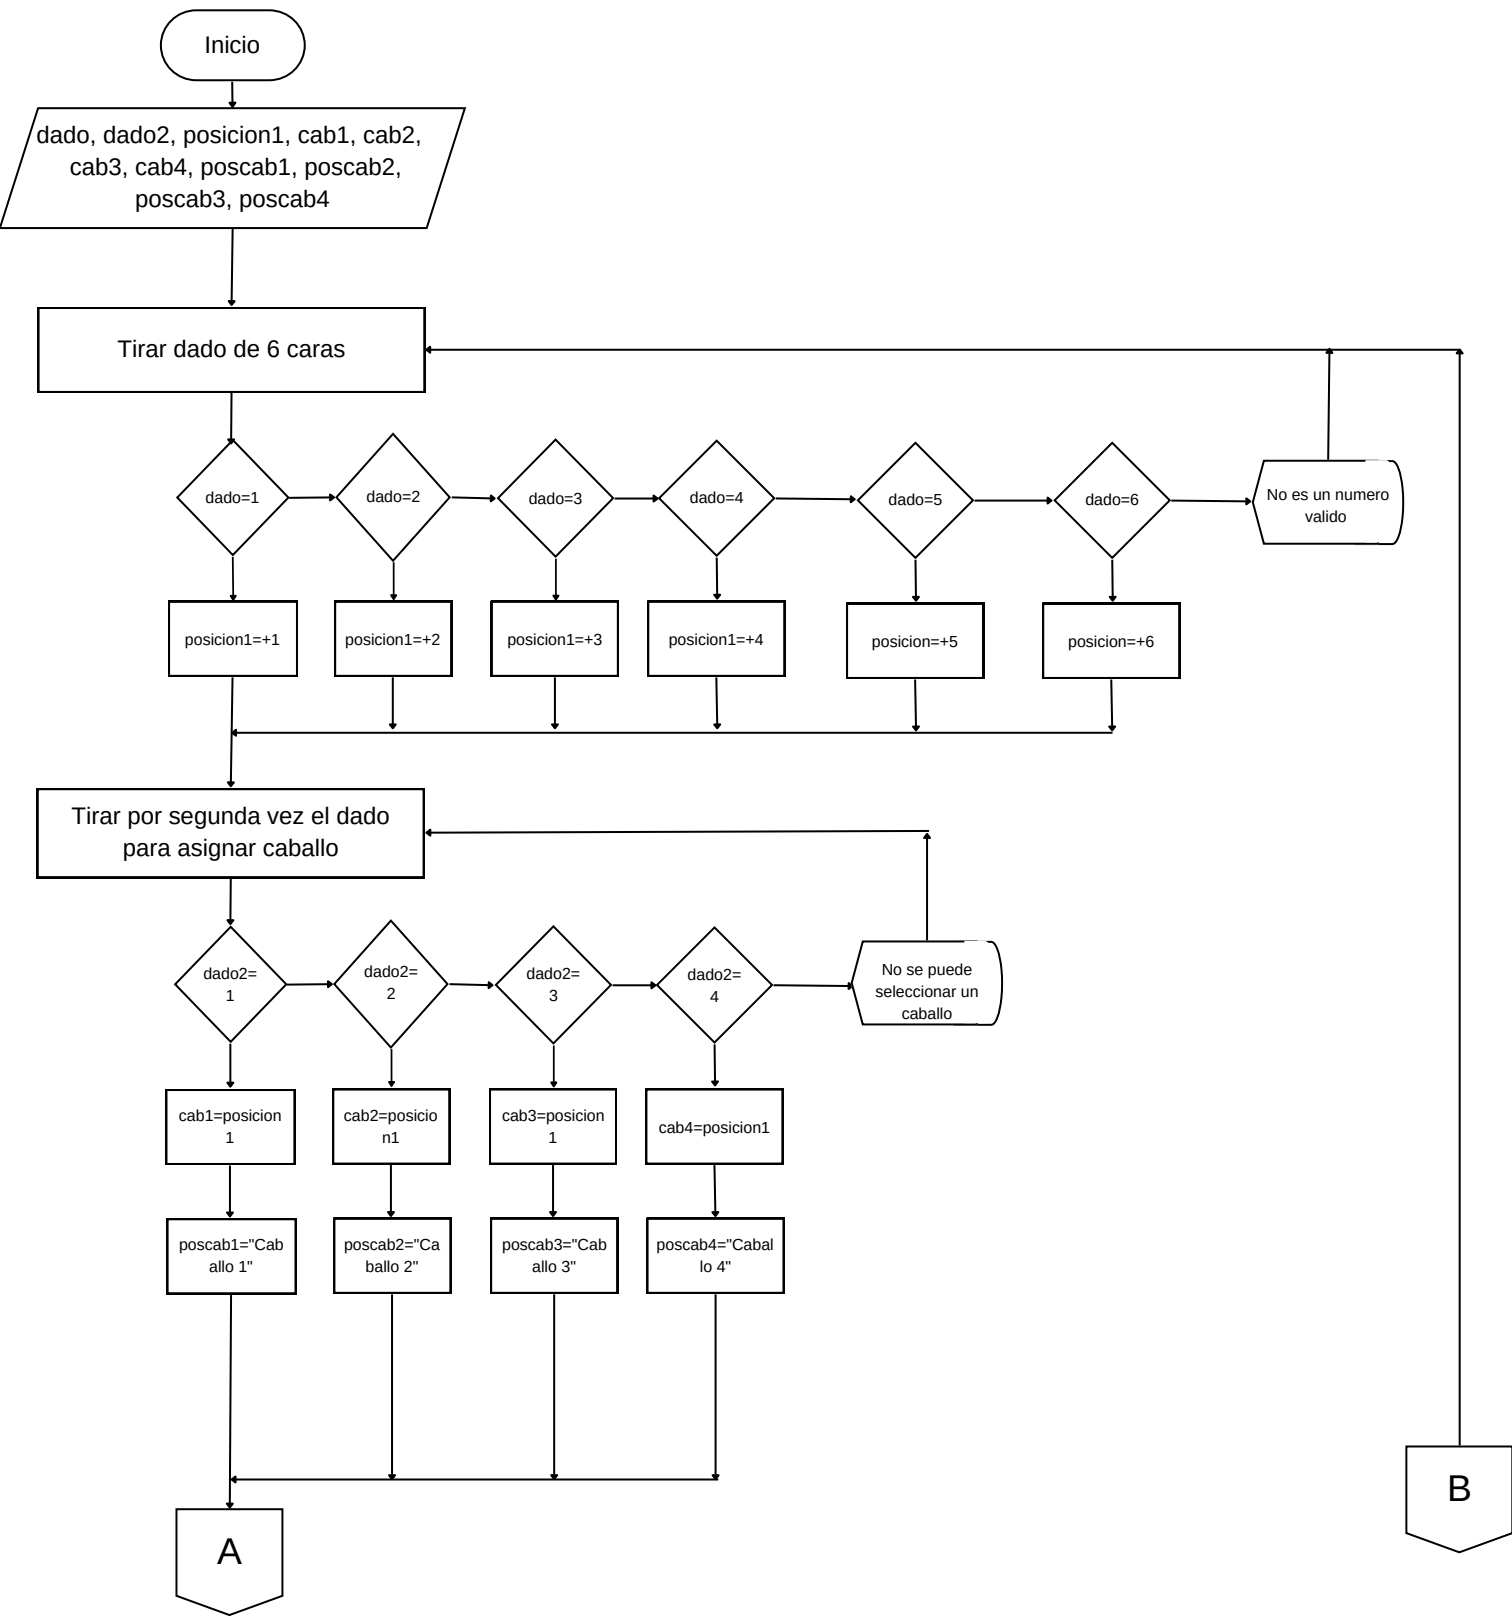 Inicio
dado, dado2, posicion1, cab1, cab2,
cab3, cab4, poscab1, poscab2,
poscab3, poscab4
Tirar dado de 6 caras
dado=1
dado=2
dado=3
dado=4
dado=5
dado=6
No es un numero
valido
posicion1=+1
posicion1=+2
posicion1=+3
posicion1=+4
posicion=+5
posicion=+6
Tirar por segunda vez el dado
para asignar caballo
dado2=
1
dado2=
2
dado2=
3
dado2=
4
No se puede
seleccionar un
caballo
cab1=posicion
1
cab2=posicio
n1
cab3=posicion
1
cab4=posicion1
poscab1="Cab
allo 1"
poscab2="Ca
ballo 2"
poscab3="Cab
allo 3"
poscab4="Cabal
lo 4"
B
A